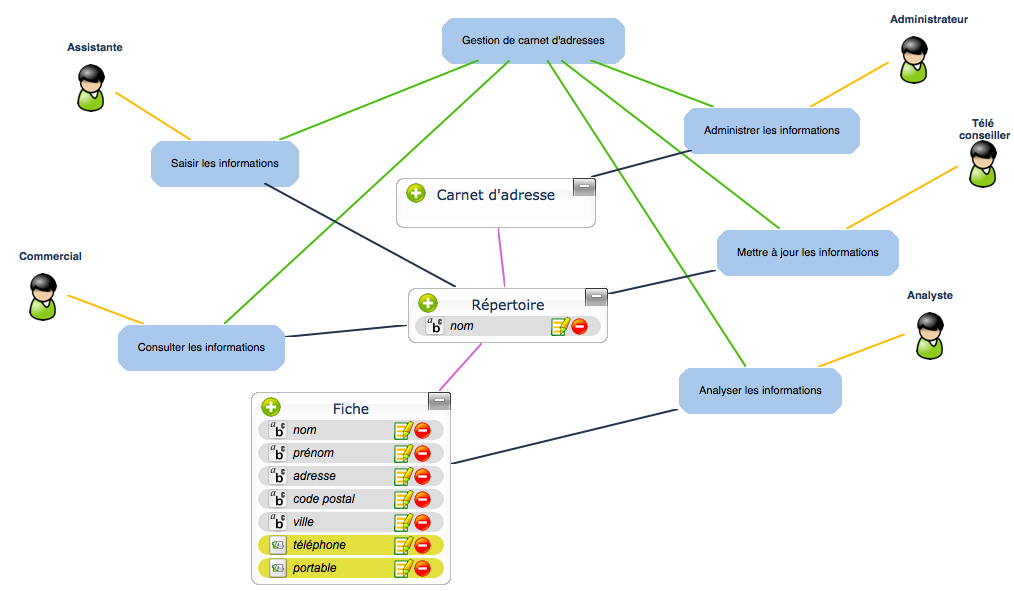 Administrateur
Gestion de carnet d'adresses
Assistante
Administrer les informations
Télé
conseiller
Saisir les informations
Carnet d'adresse
Mettre à jour les informations
Commercial
Répertoire
nom
Analyste
Consulter les informations
Analyser les informations
Fiche
nom
prénom
adresse
code postal
ville
téléphone
portable